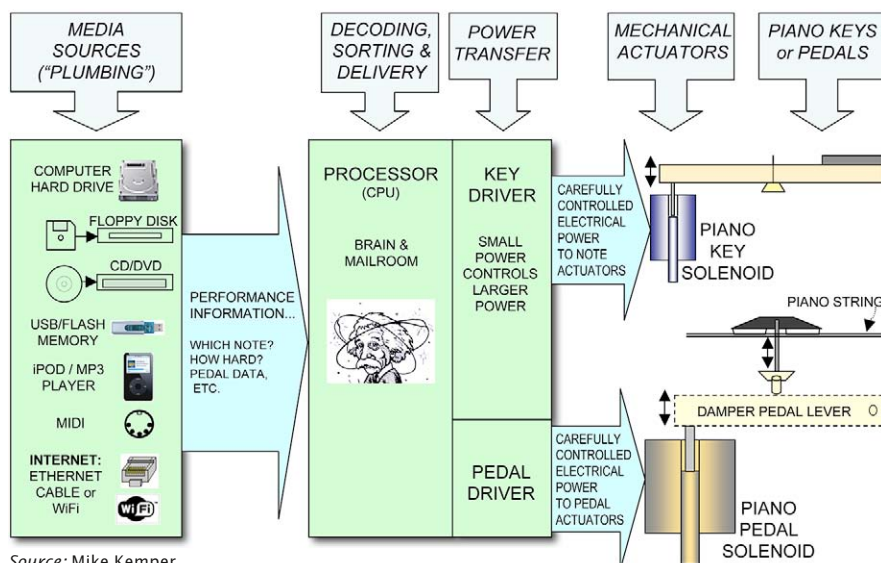 MEDIA
SOURCES
("PLUMBING")
DECODING,
SORTING &
DELIVERY
POWER
TRANSFER
MECHANICAL
ACTUATORS
PIANO KEYS
or PEDALS
COMPUTER
HARD DRIVE
FLOPPY DISK
CD/DVD
USB/FLASH
MEMORY
iPOD / MP3
PLAYER
MIDI
INTERNET:
ETHERNET
CABLE or
WiFi
Wi Fi
PERFORMANCE
INFORMATION...
WHICH NOTE?
HOW HARD?
PEDAL DATA,
ETC.
PROCESSOR
(CPU)
BRAIN &
MAILROOM
KEY
DRIVER
SMALL
POWER
CONTROLS
LARGER
POWER
PEDAL
DRIVER
CAREFULLY
CONTROLLED
ELECTRICAL
POWER
TO NOTE
ACTUATORS
CAREFULLY
CONTROLLED
ELECTRICAL
POWER
TO PEDAL
ACTUATORS
PIANO
KEY
SOLENOID
PIANO STRING
DAMPER PEDAL LEVER
PIANO
PEDAL
SOLENOID
Source: Mike Kemper